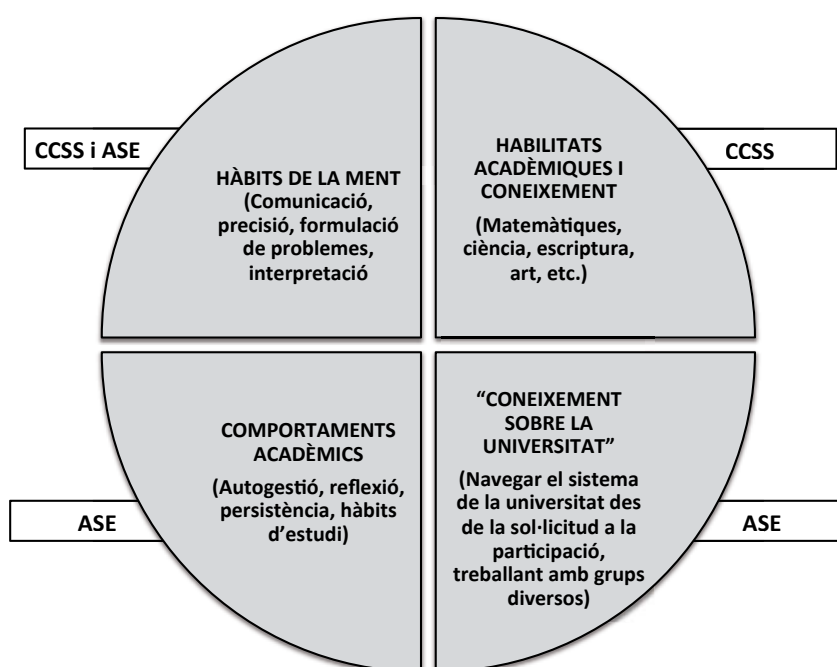 CCSS i ASE
HÀBITS DE LA MENT
(Comunicació,
precisió, formulació
de problemes,
interpretació
HABILITATS
ACADÈMIQUES I
CONEIXEMENT
(Matemàtiques,
ciència, escriptura,
art, etc.)
CCSS
ASE
COMPORTAMENTS
ACADÈMICS
(Autogestió, reflexió,
persistència, hàbits
d’estudi)
“CONEIXEMENT
SOBRE LA
UNIVERSITAT”
(Navegar el sistema
de la universitat des
de la sol·licitud a la
participació,
treballant amb grups
diversos)
ASE